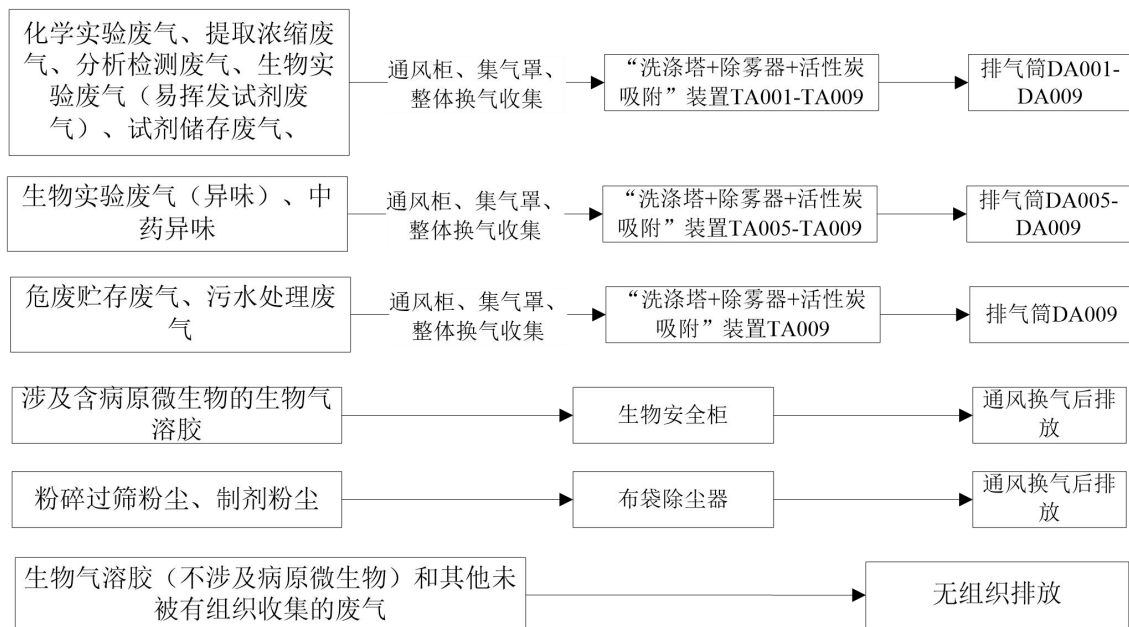 化学实验废气、提取浓缩废
气、分析检测废气、生物实
验废气（易挥发试剂废
气）、试剂储存废气、
通风柜、集气罩、
整体换气收集
“洗涤塔+除雾器+活性炭
吸附”装置TA001-TA009
排气筒DA001-
DA009
生物实验废气（异味）、中
药异味
通风柜、集气罩、
整体换气收集
“洗涤塔+除雾器+活性炭
吸附”装置TA005-TA009
排气筒DA005-
DA009
危废贮存废气、污水处理废
气
通风柜、集气罩、
整体换气收集
“洗涤塔+除雾器+活性炭
吸附”装置TA009
排气筒DA009
涉及含病原微生物的生物气
溶胶
生物安全柜
通风换气后排
放
粉碎过筛粉尘、制剂粉尘
布袋除尘器
通风换气后排
放
生物气溶胶（不涉及病原微生物）和其他未
被有组织收集的废气
无组织排放